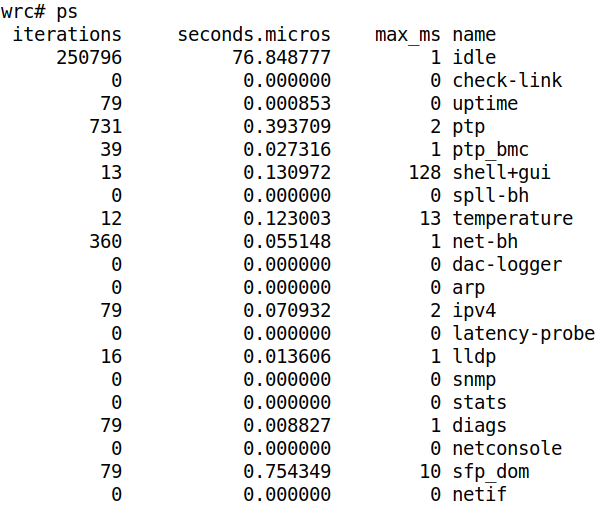 wrc# ps
 iterations     seconds.micros    max_ms name
     250796          76.848777         1 idle
          0           0.000000         0 check-link
         79           0.000853         0 uptime
        731           0.393709         2 ptp
         39           0.027316         1 ptp_bmc
         13           0.130972       128 shell+gui
          0           0.000000         0 spll-bh
         12           0.123003        13 temperature
        360           0.055148         1 net-bh
          0           0.000000         0 dac-logger
          0           0.000000         0 arp
         79           0.070932         2 ipv4
          0           0.000000         0 latency-probe
         16           0.013606         1 lldp
          0           0.000000         0 snmp
          0           0.000000         0 stats
         79           0.008827         1 diags
          0           0.000000         0 netconsole
         79           0.754349        10 sfp_dom
          0           0.000000         0 netif